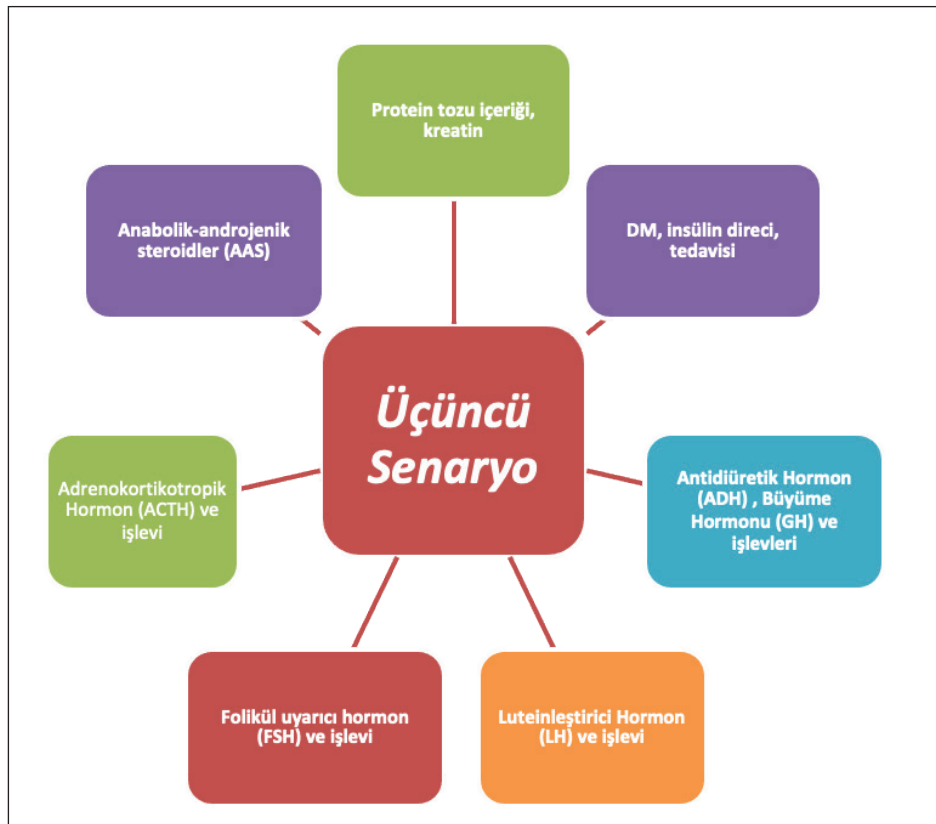 Protein tozu içeriği,
kreatin
Anabolik-androjenik
steroidler (AAS)
DM, insülin direci,
tedavisi
Üçüncü
Senaryo
Adrenokortikotropik
Hormon (ACTH) ve
işlevi
Antidiüretik Hormon
(ADH) , Büyüme
Hormonu (GH) ve
işlevleri
Folikül uyarıcı hormon
(FSH) ve işlevi
Luteinleştirici Hormon
(LH) ve işlevi